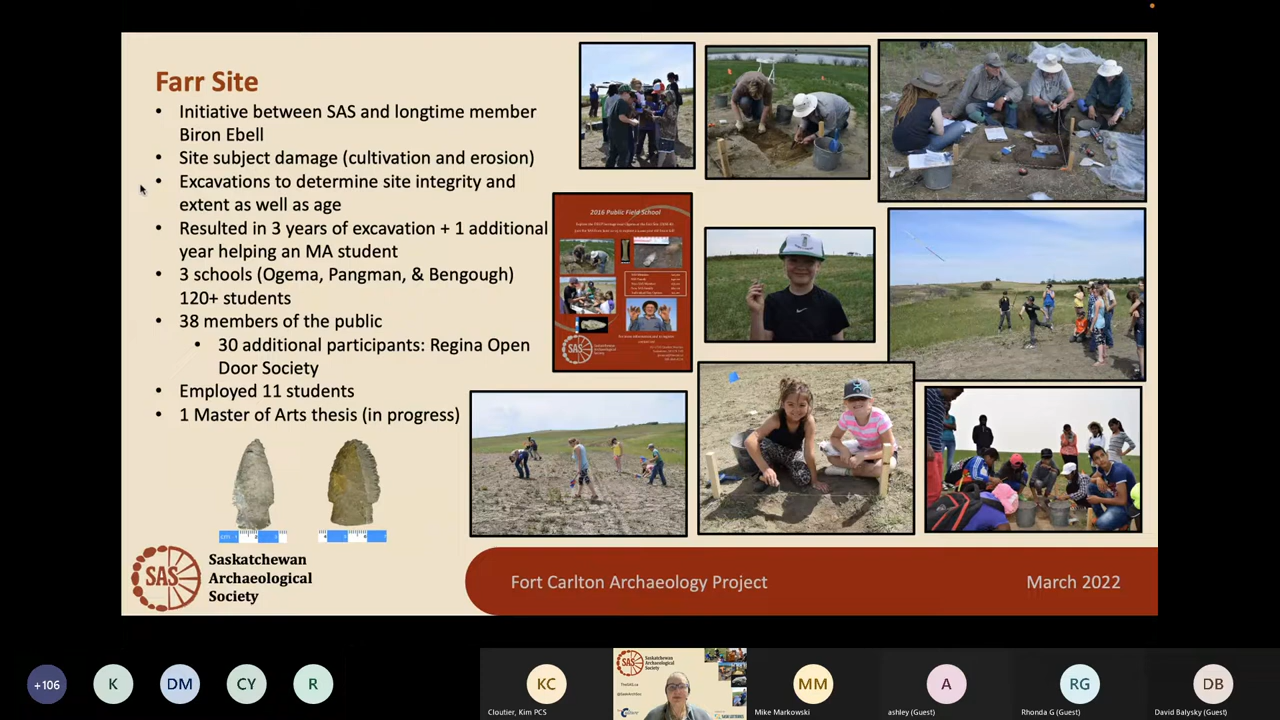 Farr Site
• Initiative between SAS and longtime member
Biron Ebell
• Site subject damage (cultivation and erosion)
• Excavations to determine site integrity and
extent as well as age
• Resulted in 3 years of excavation + 1 additional
year helping an MA student
• 3 schools (Ogema, Pangman, & Bengough)
120+ students
• 38 members of the public
• 30 additional participants: Regina Open
Door Society
• Employed 11 students
• 1 Master of Arts thesis (in progress)
2016 Public Field School
SAS
Saskatchewan
Archaeological
Society
Fort Carlton Archaeology Project
March 2022
+106
K
DM
CY
R
KC
Cloutier, Kim PCS
SAS
Saskatchewan
Archaeological
Society
MM
Mike Markowski
A
ashley (Guest)
RG
Rhonda G (Guest)
DB
David Balysky (Guest)